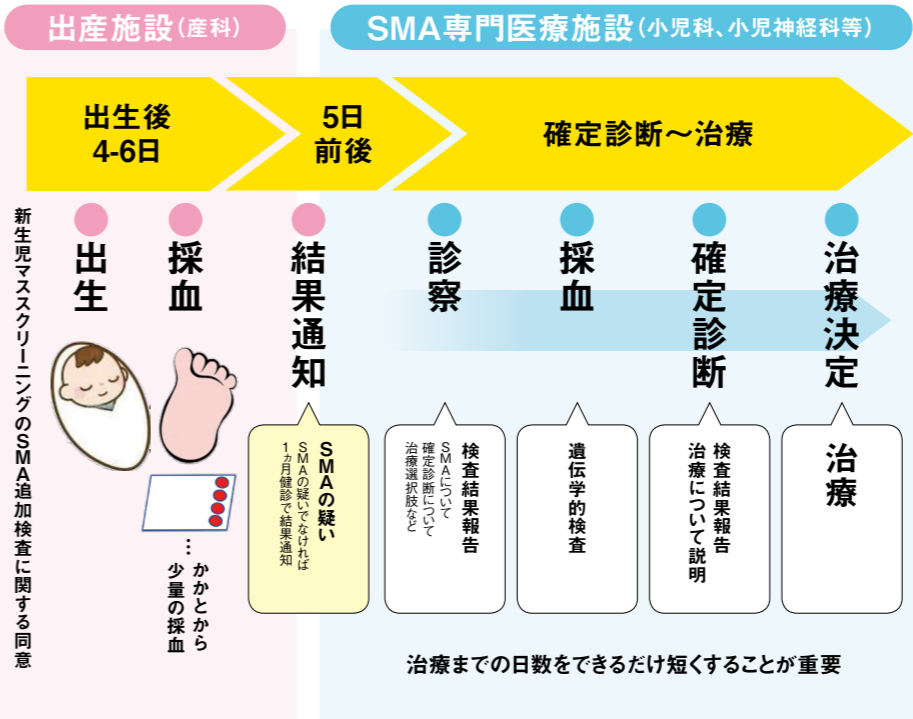 出産施設(産科)
SMA専門医療施設(小児科、小児神経科等)
出生後
4-6日
5日
前後
確定診断〜治療
新生児マススクリーニングのSMA追加検査に関する同意
出生
採血
結果通知
診察
採血
確定診断
治療決定
…かかとから
少量の採血
SMAの疑い
SMAの疑いでなければ
1ヵ月健診で結果通知
検査結果報告
SMAについて
確定診断について
治療選択肢など
遺伝学的検査
検査結果報告
治療について説明
治療
治療までの日数をできるだけ短くすることが重要